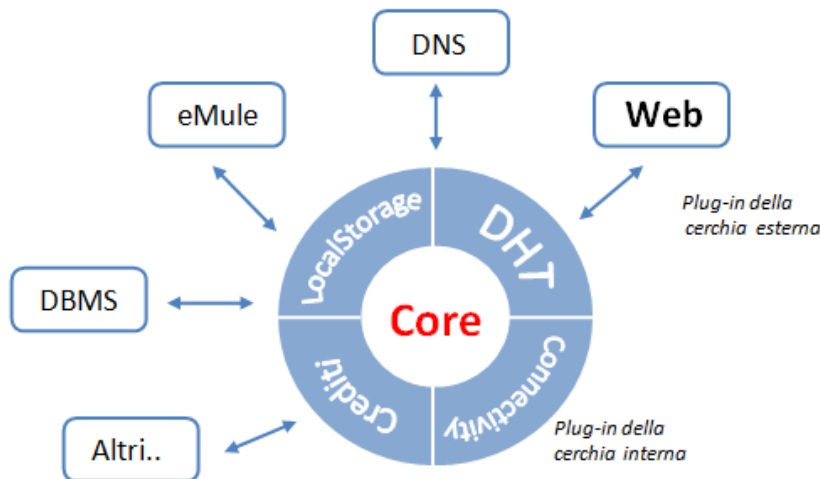 DNS
eMule
Web
Plug-in della
cerchia esterna
LocalStorage
DHT
DBMS
Core
Crediti
Connectivity
Altri..
Plug-in della
cerchia interna